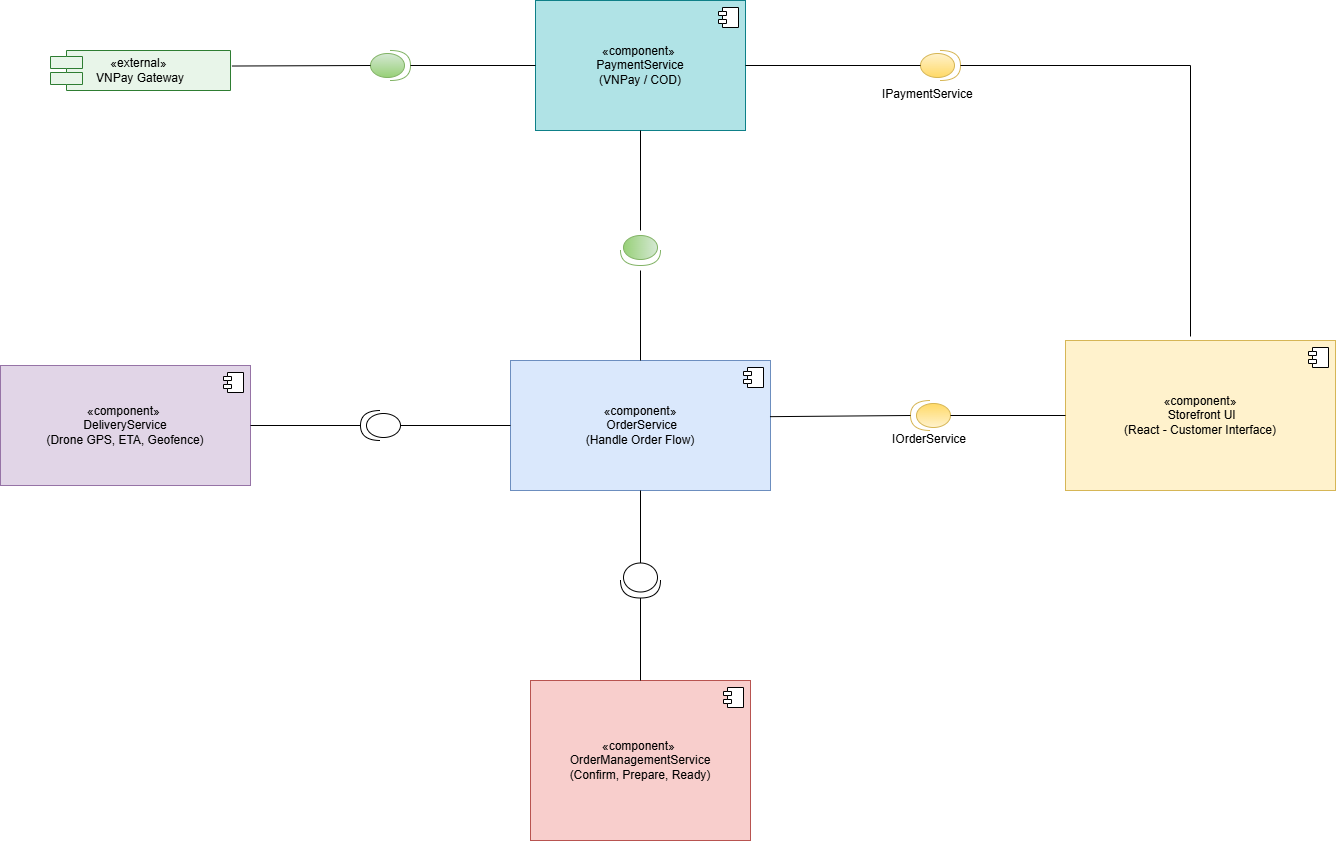 «external»
VNPay Gateway
«component»
PaymentService
(VNPay / COD)
IPaymentService
«component»
DeliveryService
(Drone GPS, ETA, Geofence)
«component»
OrderService
(Handle Order Flow)
IOrderService
«component»
Storefront UI
(React - Customer Interface)
«component»
OrderManagementService
(Confirm, Prepare, Ready)